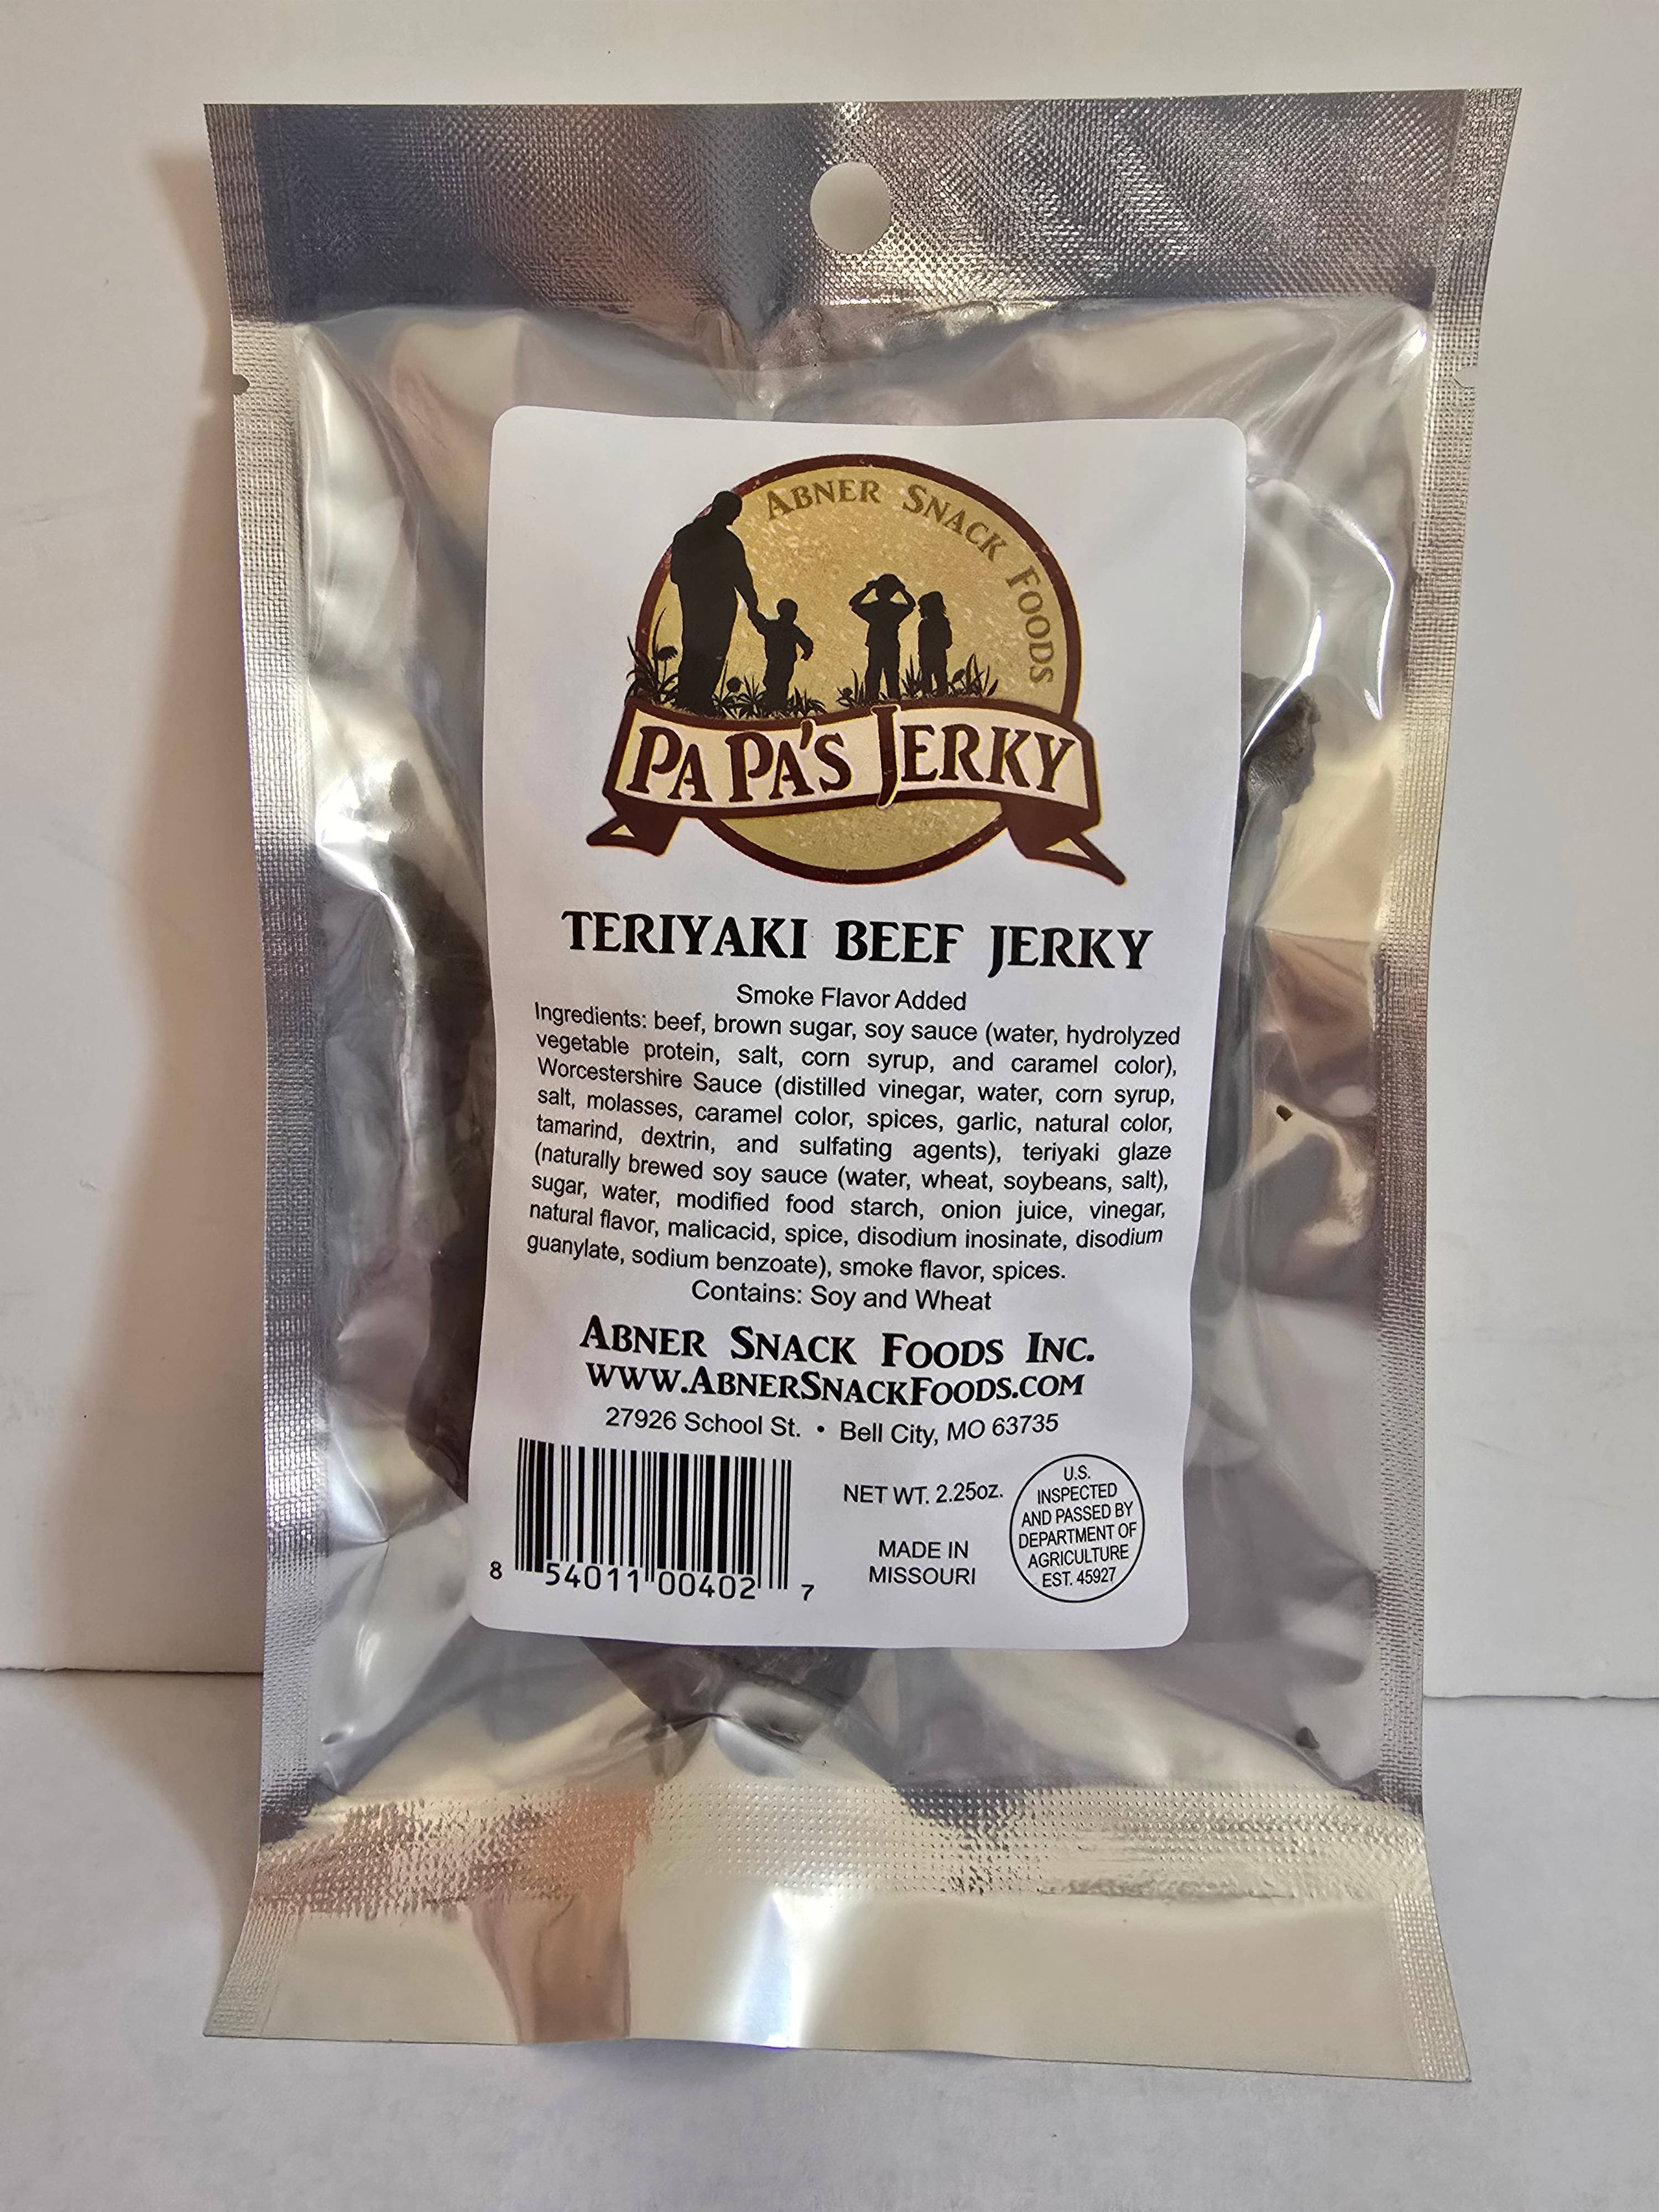 ABNER SNACK FOODS
PA PA'S JERKY
TERIYAKI BEEF JERKY
Smoke Flavor Added
Ingredients: beef, brown sugar, soy sauce (water, hydrolyzed
vegetable protein, salt, corn syrup, and caramel color),
Worcestershire Sauce (distilled vinegar, water, corn syrup,
salt, molasses, caramel color, spices, garlic, natural color,
tamarind, dextrin, and sulfating agents), teriyaki glaze
(naturally brewed soy sauce (water, wheat, soybeans, salt),
sugar, water, modified food starch, onion juice, vinegar,
natural flavor, malicacid, spice, disodium inosinate, disodium
guanylate, sodium benzoate), smoke flavor, spices.
Contains: Soy and Wheat
ABNER SNACK FOODS INC.
WWW.ABNERSNACKFOODS.COM
27926 School St. • Bell City, MO 63735
8 54011 00402 7
NET WT. 2.25oz.
MADE IN
MISSOURI
U.S.
INSPECTED
AND PASSED BY
DEPARTMENT OF
AGRICULTURE
EST. 45927